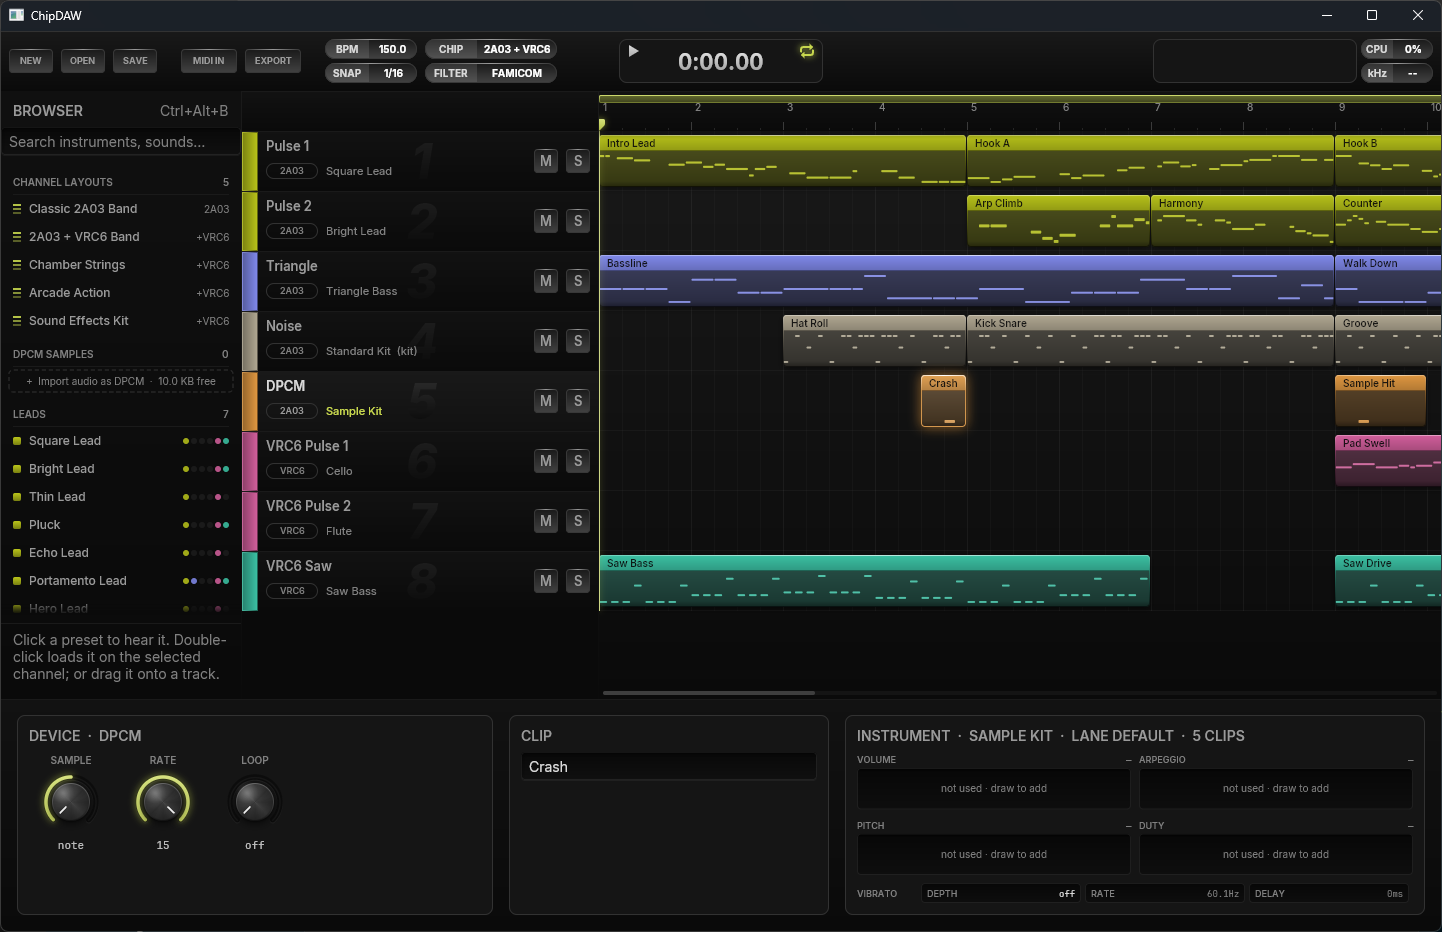 ChipDAW
NEW OPEN SAVE MIDI IN EXPORT
BPM 150.0 CHIP 2A03 + VRC6
SNAP 1/16 FILTER FAMICOM
0:00.00
CPU 0%
kHz --
BROWSER Ctrl+Alt+B
Search instruments, sounds...
CHANNEL LAYOUTS 5
Classic 2A03 Band 2A03
2A03 + VRC6 Band +VRC6
Chamber Strings +VRC6
Arcade Action +VRC6
Sound Effects Kit +VRC6
DPCM SAMPLES 0
+ Import audio as DPCM · 10.0 KB free
LEADS 7
Square Lead
Bright Lead
Thin Lead
Pluck
Echo Lead
Portamento Lead
Hero Lead
Click a preset to hear it. Double-
click loads it on the selected
channel; or drag it onto a track.
1 2 3 4 5 6 7 8 9 10
Pulse 1 1 M S
2A03 Square Lead
Intro Lead Hook A Hook B
Pulse 2 2 M S
2A03 Bright Lead
Arp Climb Harmony Counter
Triangle 3 M S
2A03 Triangle Bass
Bassline Walk Down
Noise 4 M S
2A03 Standard Kit (kit)
Hat Roll Kick Snare Groove
DPCM 5 M S
2A03 Sample Kit
Crash Sample Hit
VRC6 Pulse 1 6 M S
VRC6 Cello
Pad Swell
VRC6 Pulse 2 7 M S
VRC6 Flute
VRC6 Saw 8 M S
VRC6 Saw Bass
Saw Bass Saw Drive
DEVICE · DPCM
SAMPLE RATE LOOP
note 15 off
CLIP
Crash
INSTRUMENT · SAMPLE KIT · LANE DEFAULT · 5 CLIPS
VOLUME – ARPEGGIO –
not used · draw to add not used · draw to add
PITCH – DUTY –
not used · draw to add not used · draw to add
VIBRATO DEPTH off RATE 60.1Hz DELAY 0ms